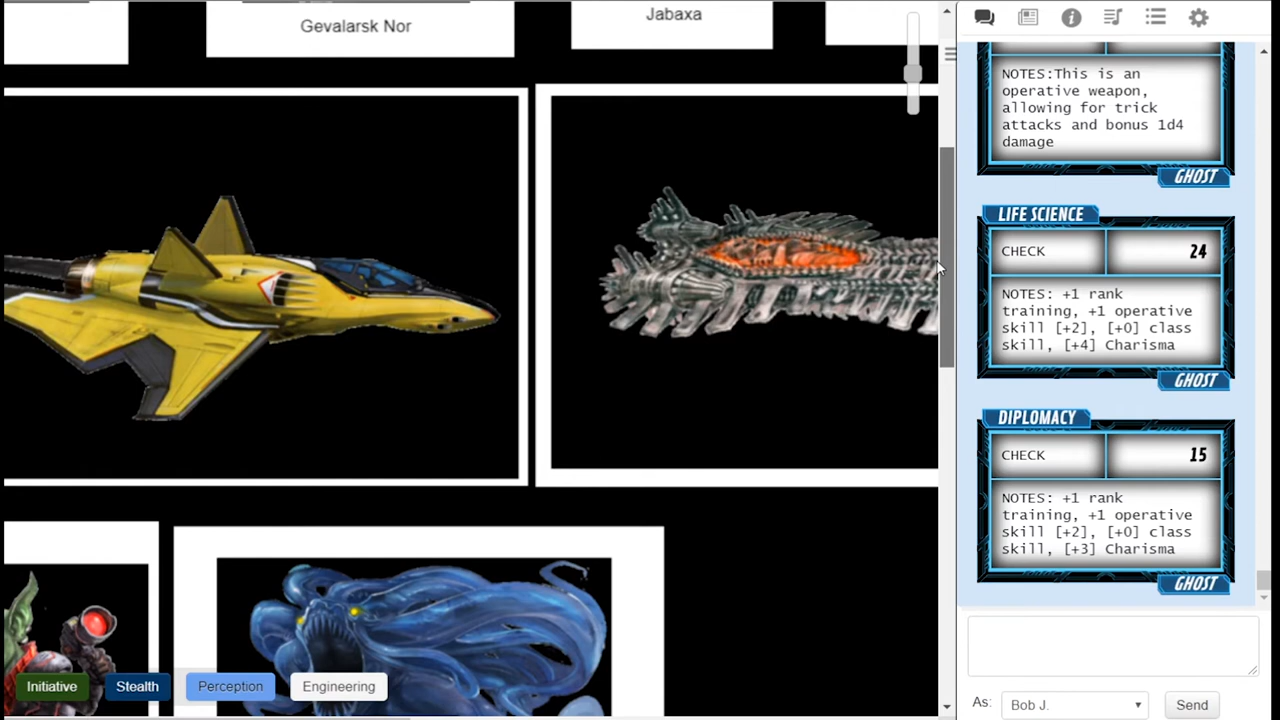 Gevalarsk Nor
Jabaxa
NOTES:This is an
operative weapon,
allowing for trick
attacks and bonus 1d4
damage
GHOST
LIFE SCIENCE
CHECK
24
NOTES: +1 rank
training, +1 operative
skill [+2], [+0] class
skill, [+4] Charisma
GHOST
DIPLOMACY
CHECK
15
NOTES: +1 rank
training, +1 operative
skill [+2], [+0] class
skill, [+3] Charisma
GHOST
Initiative
Stealth
Perception
Engineering
As:
Bob J.
Send